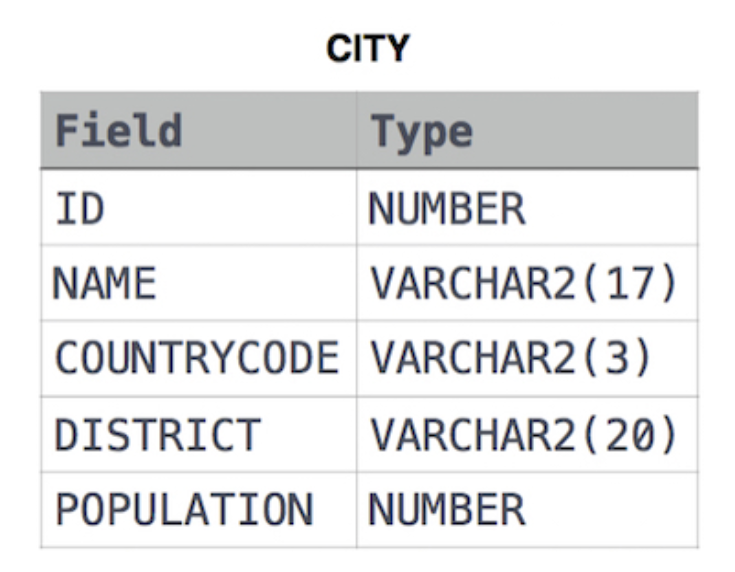 CITY
Field Type
ID NUMBER
NAME VARCHAR2(17)
COUNTRYCODE VARCHAR2(3)
DISTRICT VARCHAR2(20)
POPULATION NUMBER